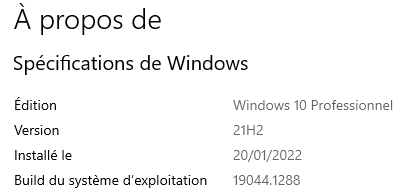 À propos de
Spécifications de Windows
Édition Windows 10 Professionnel
Version 21H2
Installé le 20/01/2022
Build du système d’exploitation 19044.1288